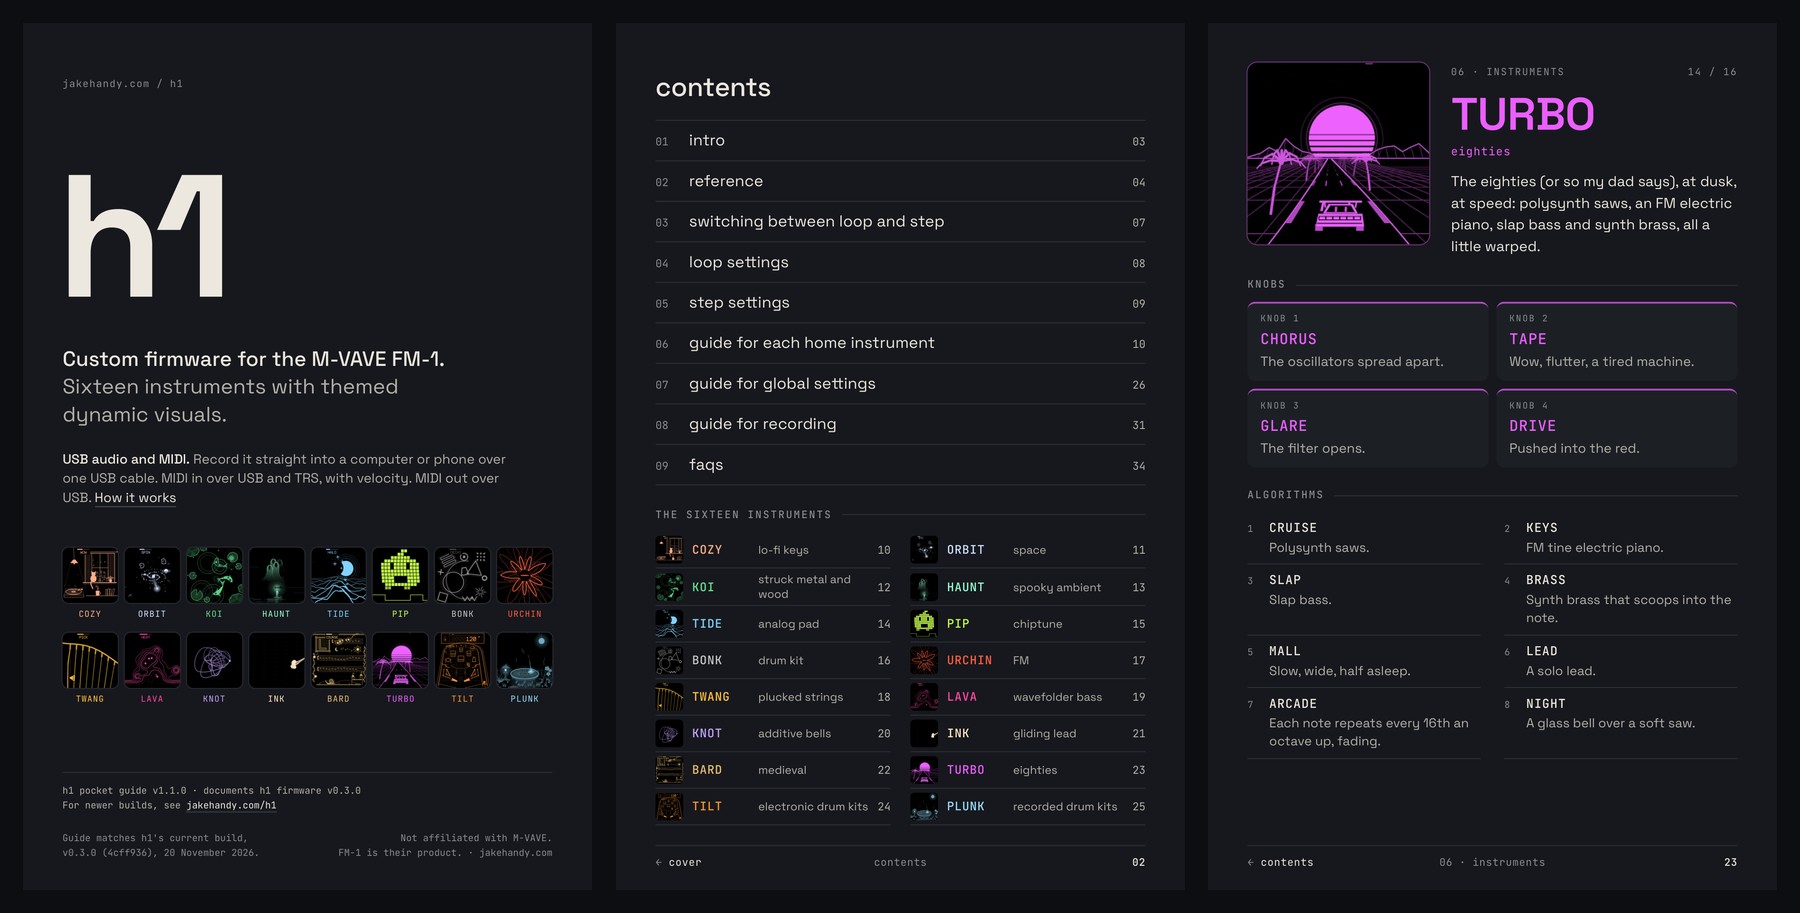 jakehandy.com / h1
h1
Custom firmware for the M-VAVE FM-1.
Sixteen instruments with themed
dynamic visuals.
USB audio and MIDI. Record it straight into a computer or phone over
one USB cable. MIDI in over USB and TRS, with velocity. MIDI out over
USB. How it works
COZY ORBIT KOI HAUNT TIDE PIP BONK URCHIN
TWANG LAVA KNOT INK BARD TURBO TILT PLUNK
h1 pocket guide v1.1.0 · documents h1 firmware v0.3.0
For newer builds, see jakehandy.com/h1
Guide matches h1's current build,
v0.3.0 (4cff936), 20 November 2026.
Not affiliated with M-VAVE.
FM-1 is their product. · jakehandy.com
contents
01 intro 03
02 reference 04
03 switching between loop and step 07
04 loop settings 08
05 step settings 09
06 guide for each home instrument 10
07 guide for global settings 26
08 guide for recording 31
09 faqs 34
THE SIXTEEN INSTRUMENTS
COZY lo-fi keys 10
ORBIT space 11
KOI struck metal and
wood 12
HAUNT spooky ambient 13
TIDE analog pad 14
PIP chiptune 15
BONK drum kit 16
URCHIN FM 17
TWANG plucked strings 18
LAVA wavefolder bass 19
KNOT additive bells 20
INK gliding lead 21
BARD medieval 22
TURBO eighties 23
TILT electronic drum kits 24
PLUNK recorded drum kits 25
← cover contents 02
06 · INSTRUMENTS 14 / 16
TURBO
eighties
The eighties (or so my dad says), at dusk,
at speed: polysynth saws, an FM electric
piano, slap bass and synth brass, all a
little warped.
KNOBS
KNOB 1
CHORUS
The oscillators spread apart.
KNOB 2
TAPE
Wow, flutter, a tired machine.
KNOB 3
GLARE
The filter opens.
KNOB 4
DRIVE
Pushed into the red.
ALGORITHMS
1 CRUISE
Polysynth saws.
2 KEYS
FM tine electric piano.
3 SLAP
Slap bass.
4 BRASS
Synth brass that scoops into the
note.
5 MALL
Slow, wide, half asleep.
6 LEAD
A solo lead.
7 ARCADE
Each note repeats every 16th an
octave up, fading.
8 NIGHT
A glass bell over a soft saw.
← contents 06 · instruments 23